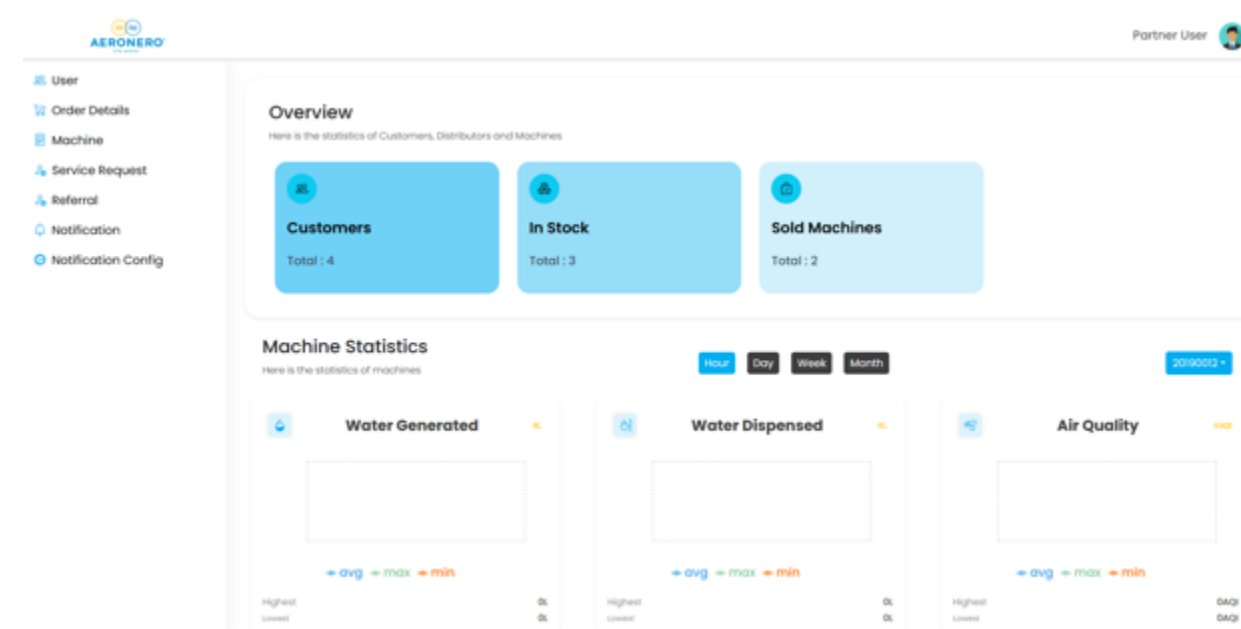 AERONERO
Partner User
User
Order Details
Machine
Service Request
Referral
Notification
Notification Config
Overview
Here is the statistics of Customers, Distributors and Machines
Customers
Total : 4
In Stock
Total : 3
Sold Machines
Total : 2
Machine Statistics
Here is the statistics of machines
Hour Day Week Month
20190012
Water Generated
avg max min
Highest 0L
Lowest 0L
Water Dispensed
avg max min
Highest 0L
Lowest 0L
Air Quality
avg max min
Highest 0AQI
Lowest 0AQI